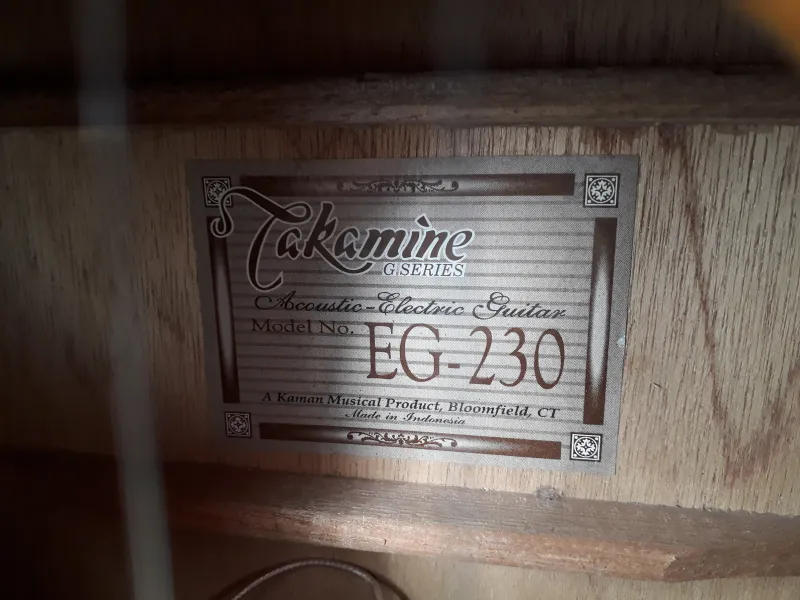 Takamine
G SERIES
Acoustic-Electric Guitar
Model No. EG-230
A Kaman Musical Product, Bloomfield, CT
Made in Indonesia